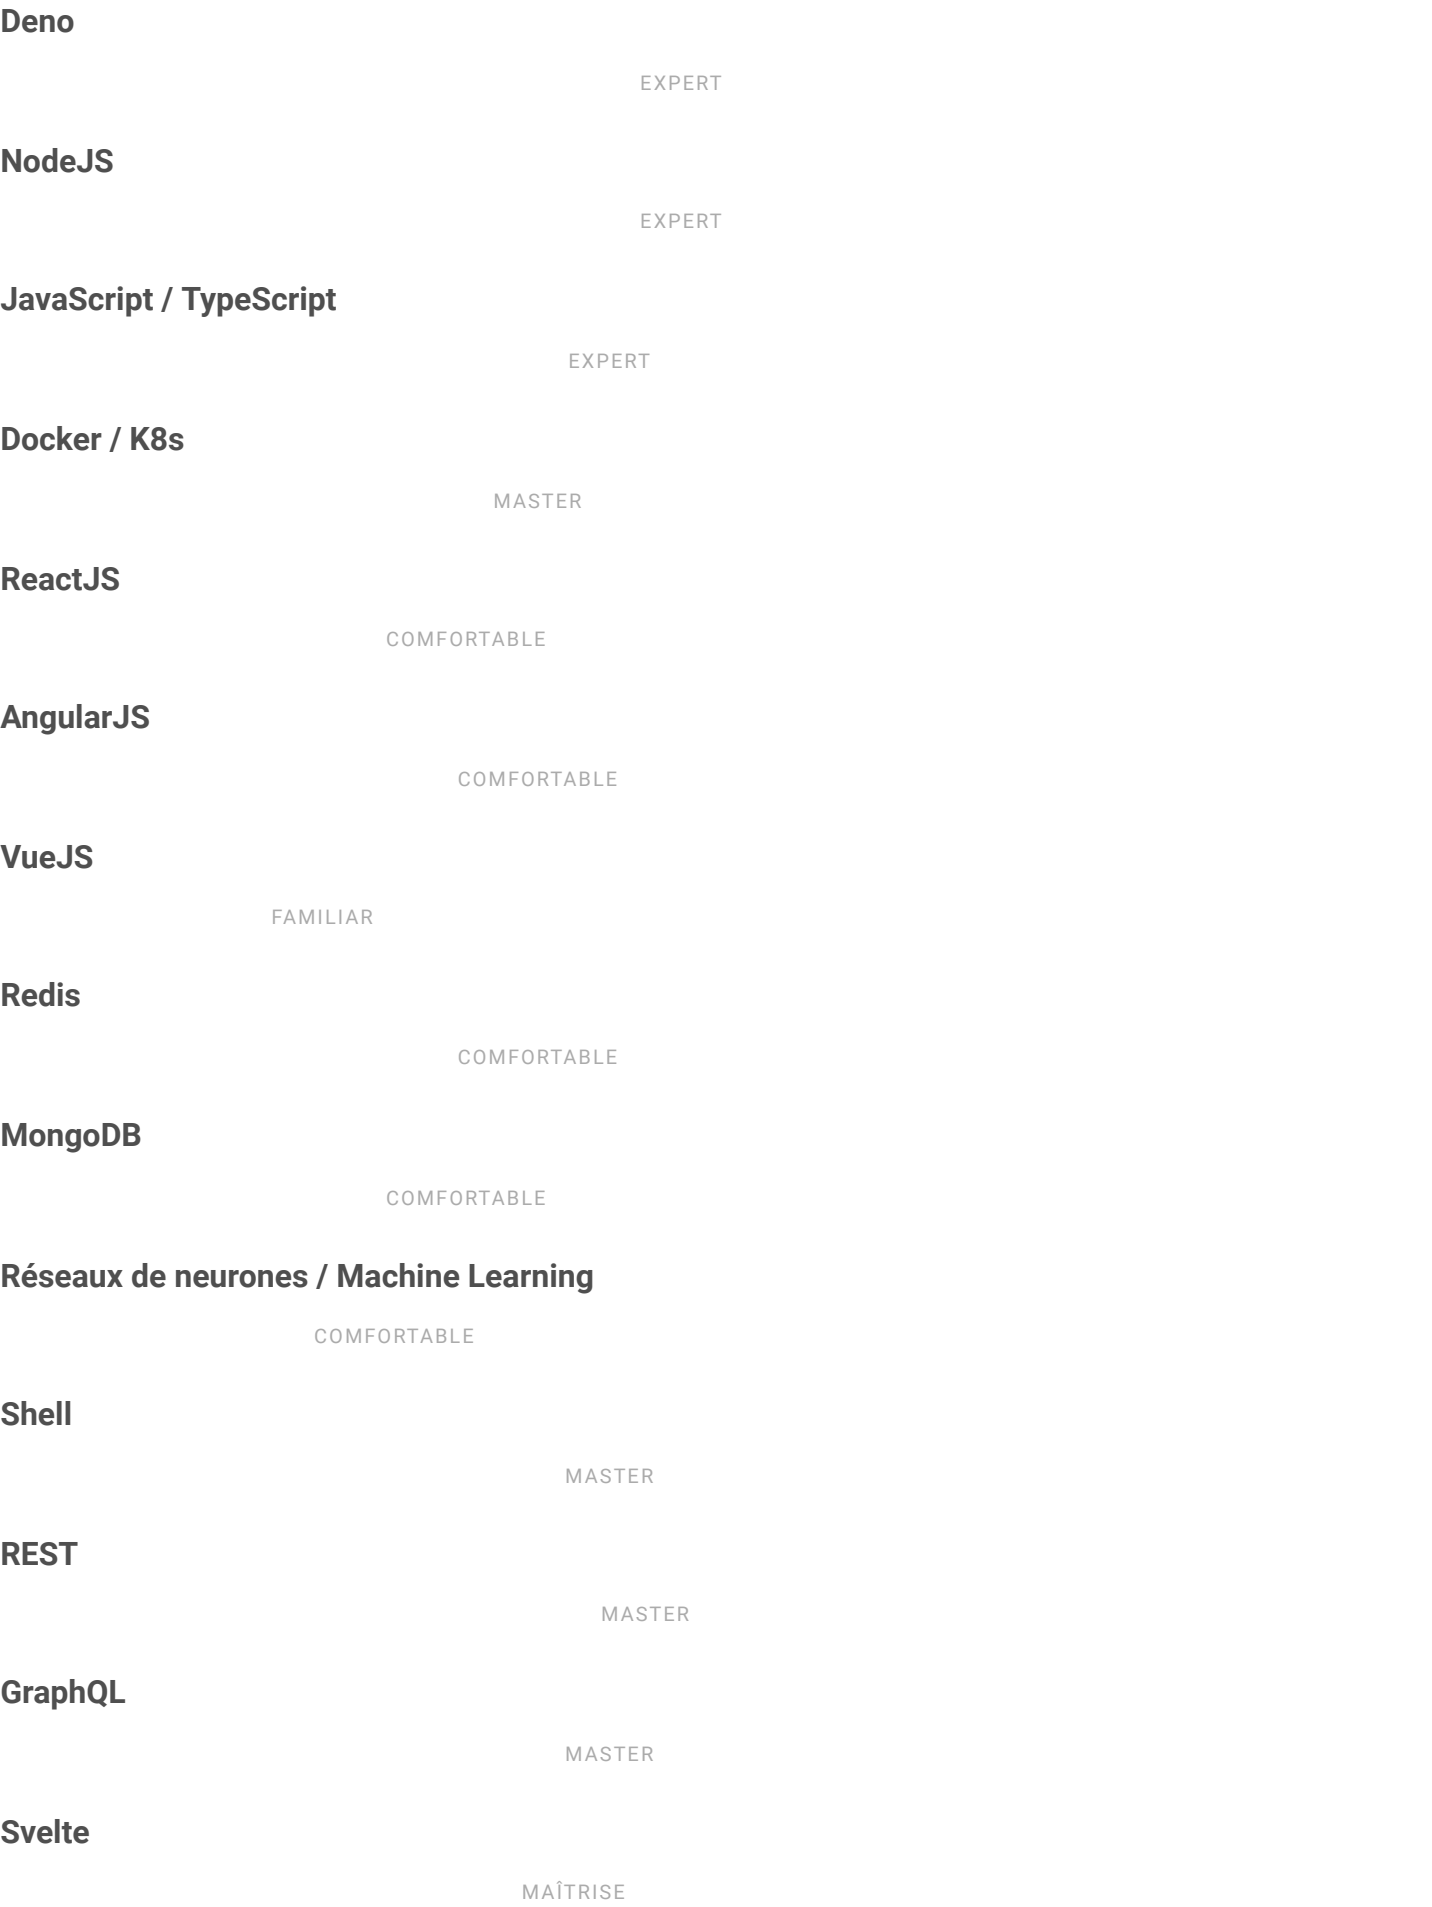 Deno
EXPERT
NodeJS
EXPERT
JavaScript / TypeScript
EXPERT
Docker / K8s
MASTER
ReactJS
COMFORTABLE
AngularJS
COMFORTABLE
VueJS
FAMILIAR
Redis
COMFORTABLE
MongoDB
COMFORTABLE
Réseaux de neurones / Machine Learning
COMFORTABLE
Shell
MASTER
REST
MASTER
GraphQL
MASTER
Svelte
MAÎTRISE